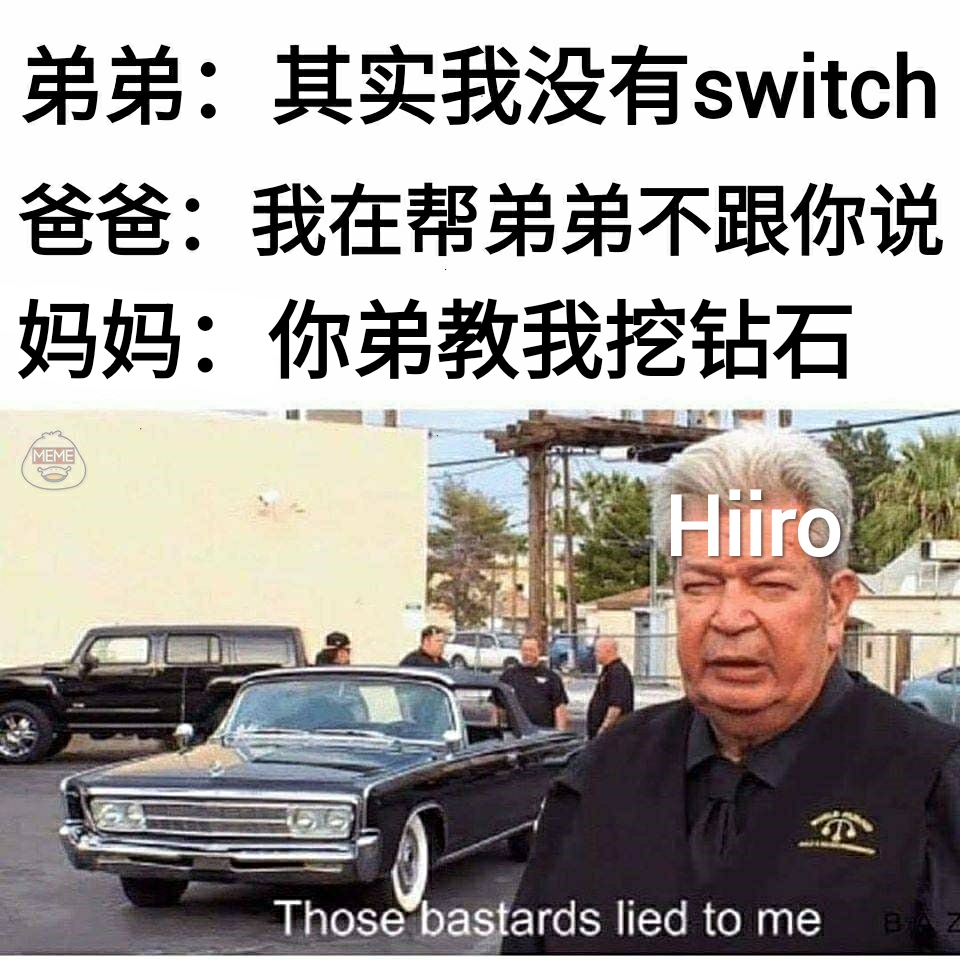 弟弟：其实我没有switch
爸爸：我在帮弟弟不跟你说
妈妈：你弟教我挖钻石
MEME
Hiiro
Those bastards lied to me